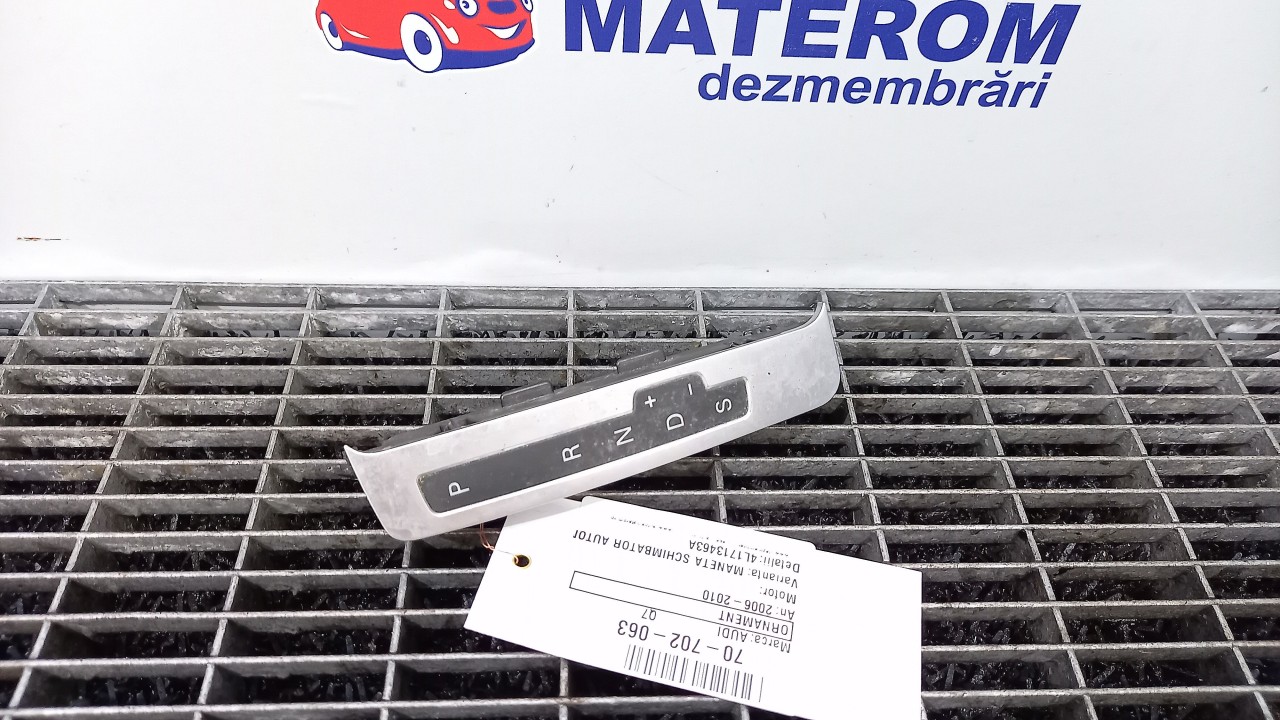 MATEROM
dezmembrări
P R N D S
+ -
70 - 702 - 063
Marca: AUDI Q7
ORNAMENT
An: 2006 - 2010
Motor:
Varianta: MANETA SCHIMBATOR AUTOM
Detalii: 4L1713463A